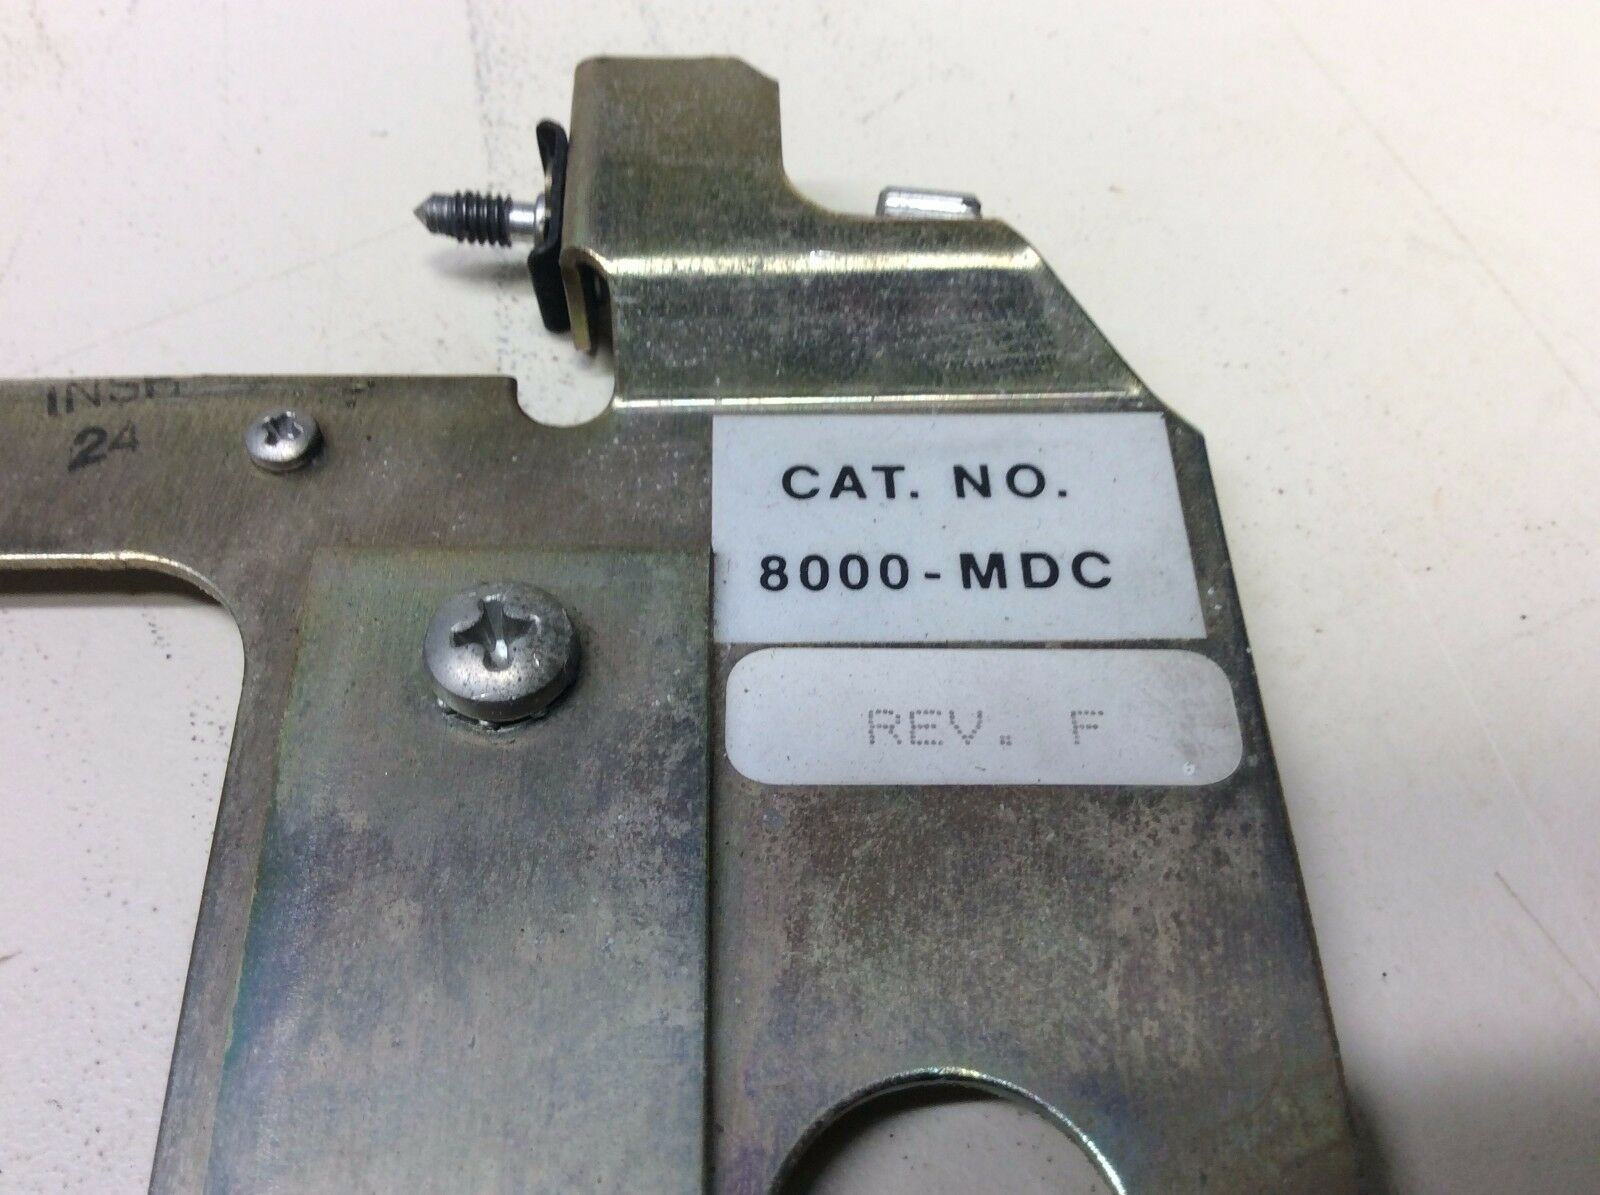 24
CAT. NO.
8000-MDC
REV. F